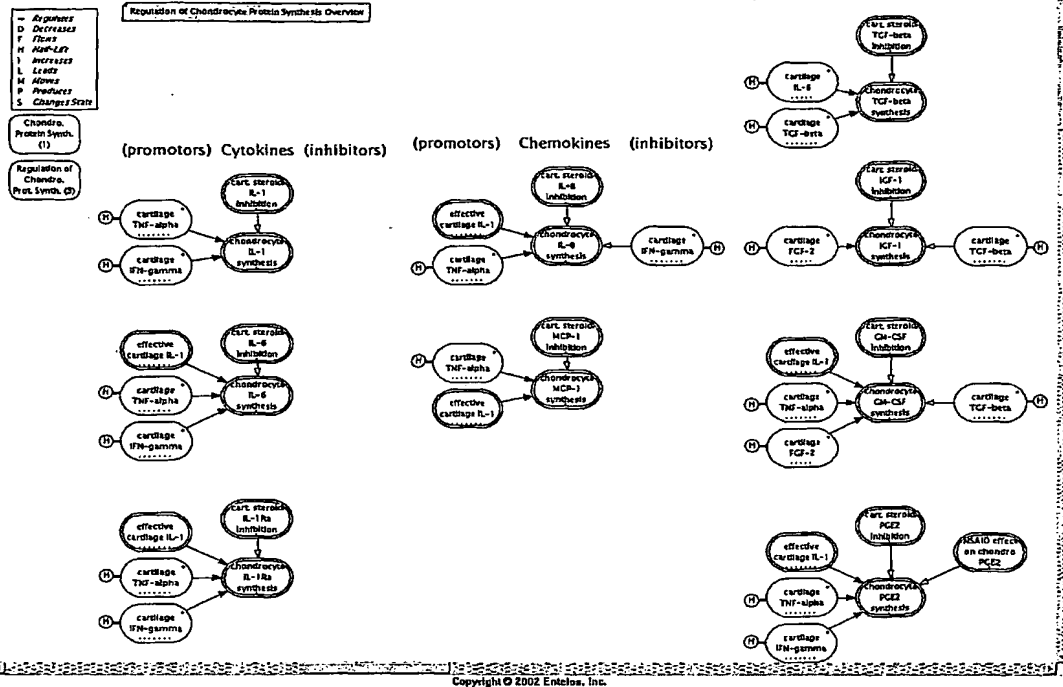 Regulation of Chondrocyte Protein Synthesis Overview
— Regulates
D Decreases
F Flows
H Half-Life
I Increases
L Leads
M Moves
P Produces
S Changes State
Chondro.
Protein Synth.
(1)
Regulation of
Chondro.
Prot. Synth. (3)
(promotors) Cytokines (inhibitors)
cart. steroid
IL-1
inhibition
H
cartilage
TNF-alpha
chondrocyte
IL-1
synthesis
H
cartilage
IFN-gamma
cart. steroid
IL-6
inhibition
effective
cartilage IL-1
H
cartilage
TNF-alpha
chondrocyte
IL-6
synthesis
H
cartilage
IFN-gamma
cart. steroid
IL-1Ra
inhibition
effective
cartilage IL-1
H
cartilage
TNF-alpha
chondrocyte
IL-1Ra
synthesis
H
cartilage
IFN-gamma
(promotors) Chemokines (inhibitors)
cart. steroid
IL-8
inhibition
effective
cartilage IL-1
H
cartilage
TNF-alpha
chondrocyte
IL-8
synthesis
cartilage
IFN-gamma
H
cart. steroid
MCP-1
inhibition
H
cartilage
TNF-alpha
chondrocyte
MCP-1
synthesis
effective
cartilage IL-1
cart. steroid
TGF-beta
inhibition
H
cartilage
IL-6
chondrocyte
TGF-beta
synthesis
H
cartilage
TGF-beta
cart. steroid
IGF-1
inhibition
H
cartilage
FGF-2
chondrocyte
IGF-1
synthesis
cartilage
TGF-beta
H
cart. steroid
GM-CSF
inhibition
effective
cartilage IL-1
H
cartilage
TNF-alpha
chondrocyte
GM-CSF
synthesis
cartilage
TGF-beta
H
H
cartilage
FGF-2
cart. steroid
PGE2
inhibition
effective
cartilage IL-1
NSAID effect
on chondro
PGE2
H
cartilage
TNF-alpha
chondrocyte
PGE2
synthesis
H
cartilage
IFN-gamma
Copyright © 2002 Entelos, Inc.